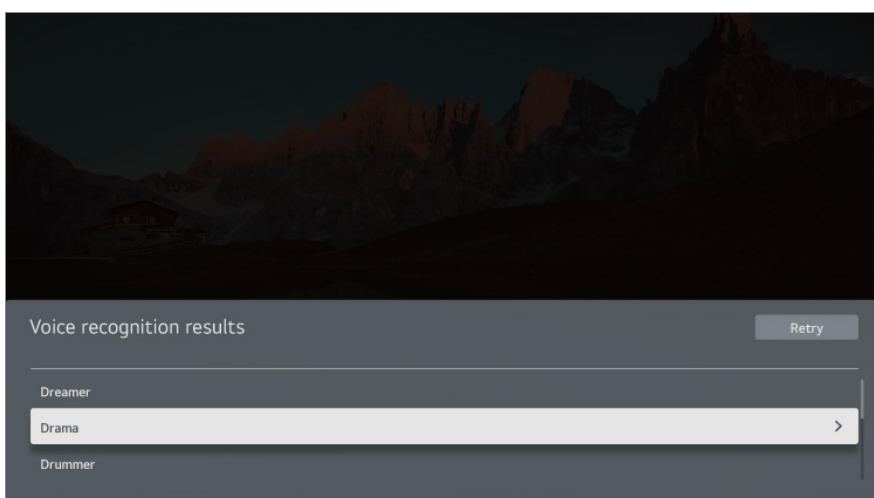 Voice recognition results
Retry
Dreamer
Drama
Drummer